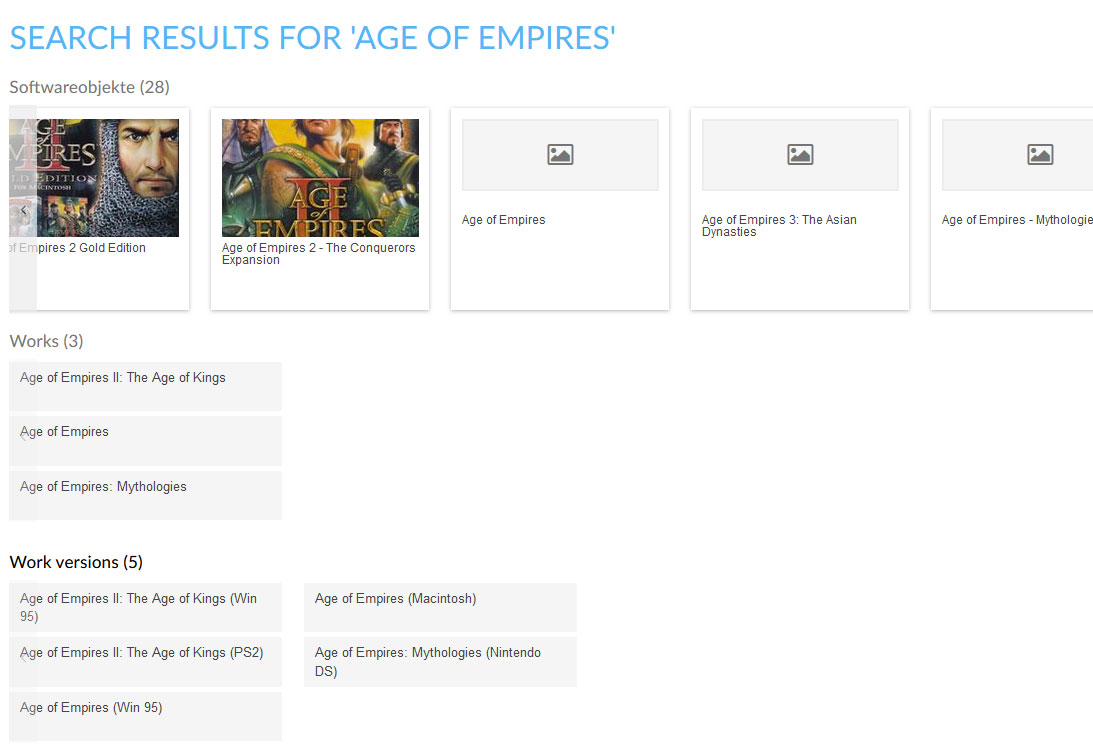 SEARCH RESULTS FOR 'AGE OF EMPIRES'
Softwareobjekte (28)
AGE
of
EMPIRES
II
GOLD EDITION
FOR MACINTOSH
of Empires 2 Gold Edition
AGE
of
EMPIRES
II
Age of Empires 2 - The Conquerors
Expansion
Age of Empires
Age of Empires 3: The Asian
Dynasties
Age of Empires - Mythologie
Works (3)
Age of Empires II: The Age of Kings
Age of Empires
Age of Empires: Mythologies
Work versions (5)
Age of Empires II: The Age of Kings (Win
95)
Age of Empires II: The Age of Kings (PS2)
Age of Empires (Win 95)
Age of Empires (Macintosh)
Age of Empires: Mythologies (Nintendo
DS)